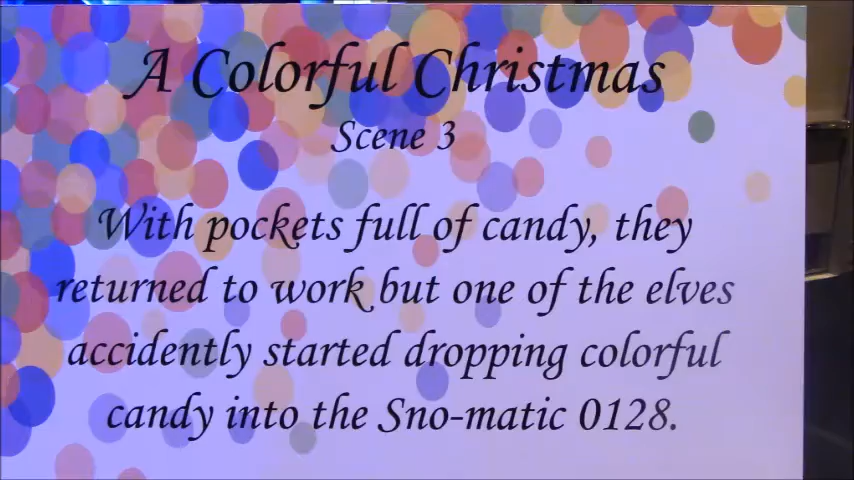 A Colorful Christmas
Scene 3
With pockets full of candy, they
returned to work but one of the elves
accidently started dropping colorful
candy into the Sno-matic 0128.